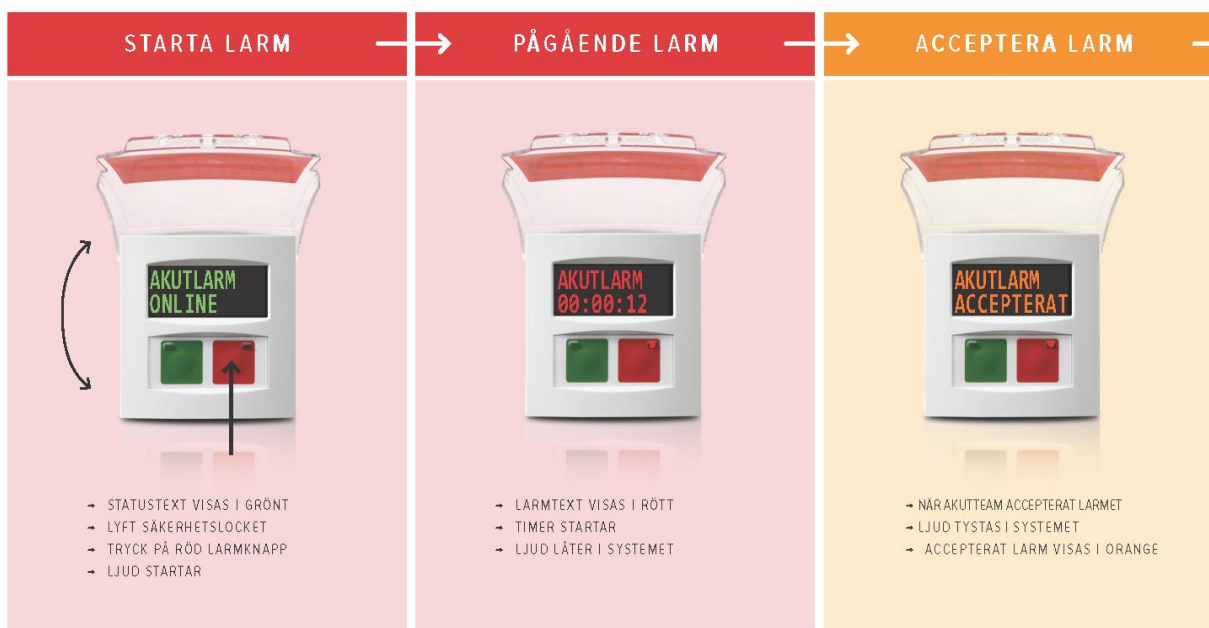 STARTA LARM
PÅGÅENDE LARM
ACCEPTERA LARM
AKUTLARM
ONLINE
AKUTLARM
00:00:12
AKUTLARM
ACCEPTERAT
→ STATUSTEXT VISAS I GRÖNT
→ LYFT SÄKERHETSLOCKET
→ TRYCK PÅ RÖD LARMKNAPP
→ LJUD STARTAR
→ LARMTEXT VISAS I RÖTT
→ TIMER STARTAR
→ LJUD LÅTER I SYSTEMET
→ NÄR AKUTTEAM ACCEPTERAT LARMET
→ LJUD TYSTAS I SYSTEMET
→ ACCEPTERAT LARM VISAS I ORANGE